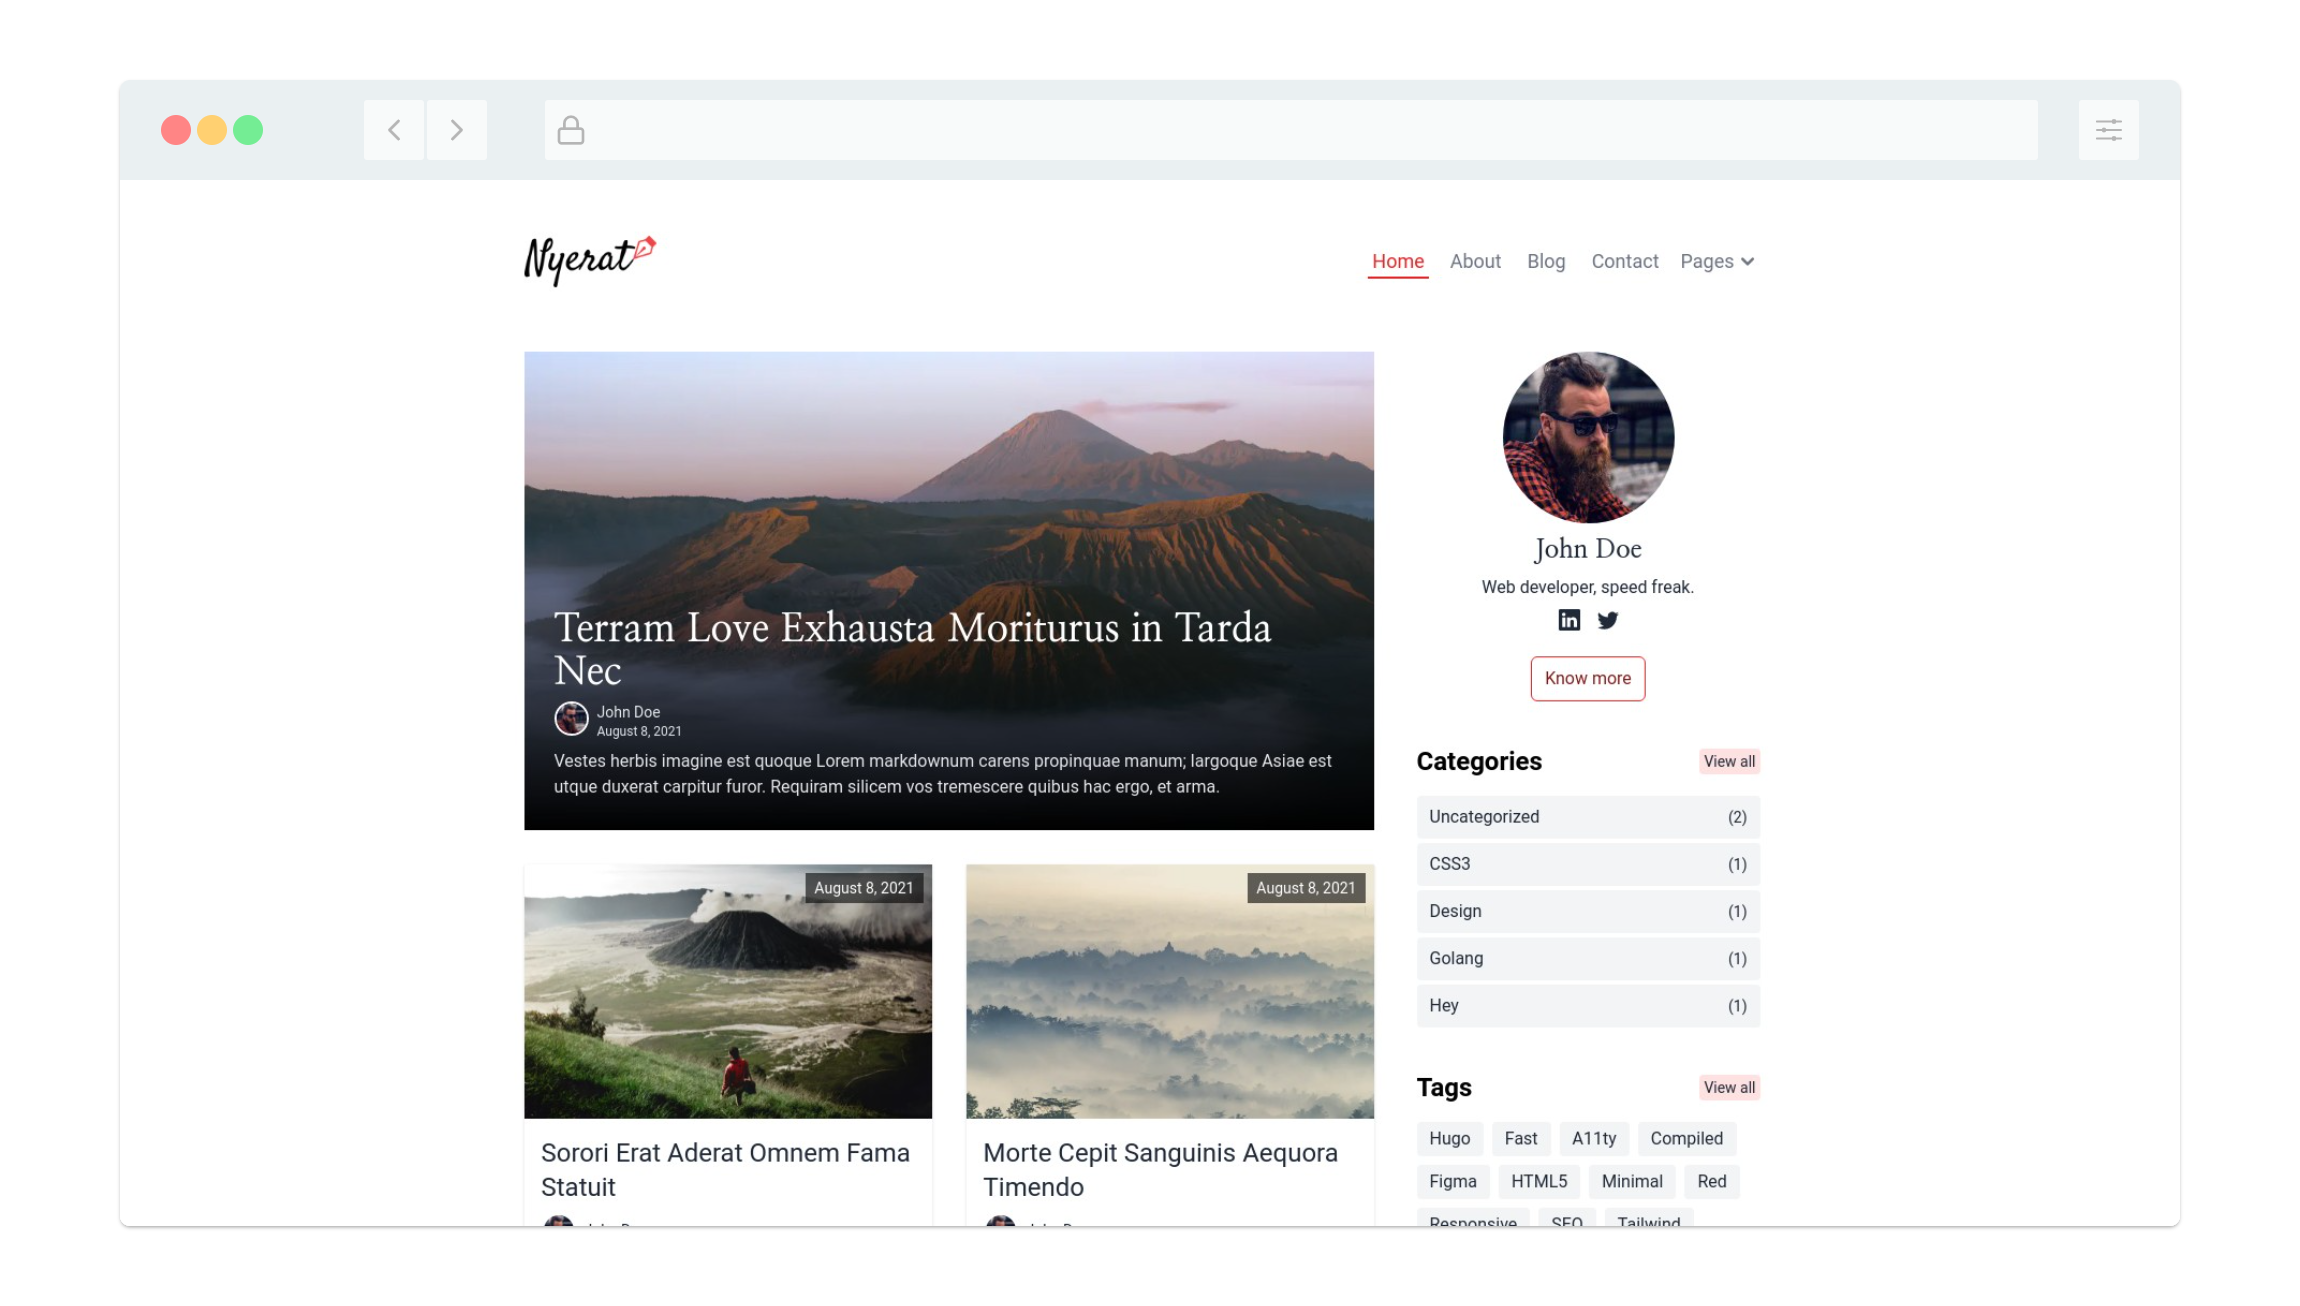 Nyerat
Home About Blog Contact Pages
Terram Love Exhausta Moriturus in Tarda
Nec
John Doe
August 8, 2021
Vestes herbis imagine est quoque Lorem markdownum carens propinquae manum; largoque Asiae est
utque duxerat carpitur furor. Requiram silicem vos tremescere quibus hac ergo, et arma.
August 8, 2021
Sorori Erat Aderat Omnem Fama
Statuit
August 8, 2021
Morte Cepit Sanguinis Aequora
Timendo
John Doe
Web developer, speed freak.
Know more
Categories View all
Uncategorized (2)
CSS3 (1)
Design (1)
Golang (1)
Hey (1)
Tags View all
Hugo Fast A11ty Compiled
Figma HTML5 Minimal Red
Responsive SEO Tailwind